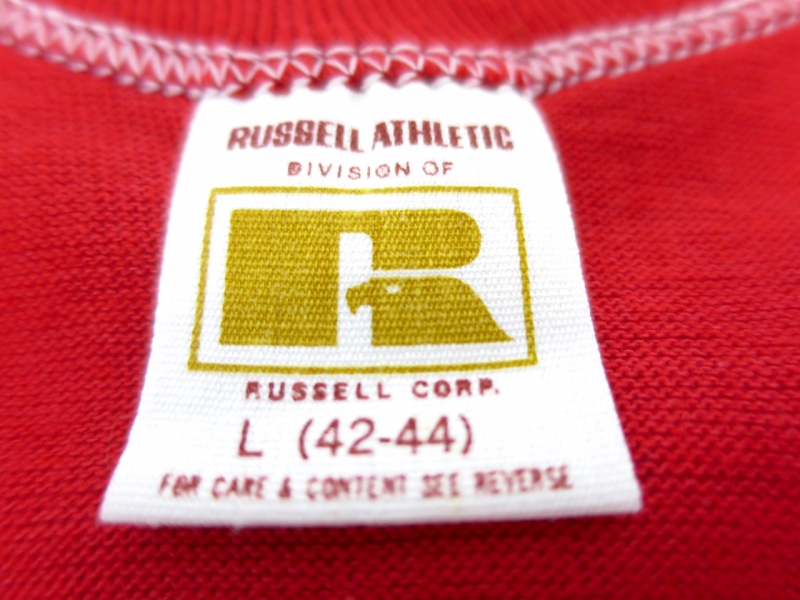 RUSSELL ATHLETIC
DIVISION OF
R
RUSSELL CORP.
L (42-44)
FOR CARE & CONTENT SEE REVERSE